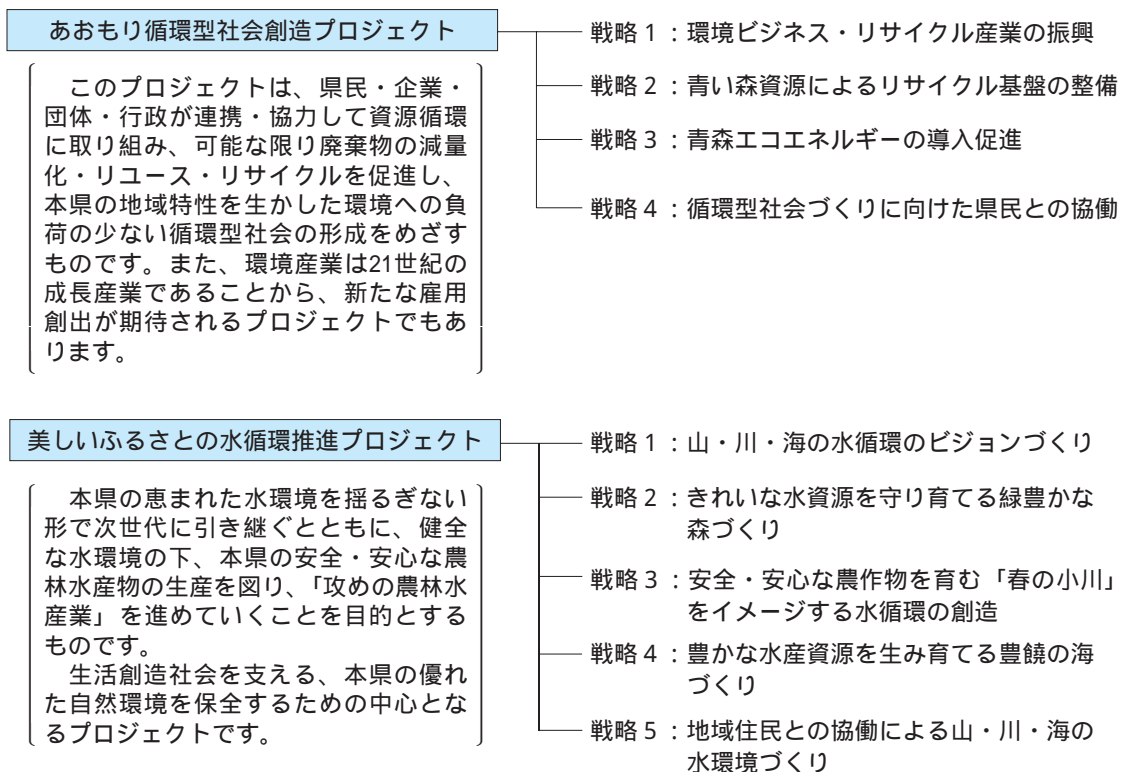 あおもり循環型社会創造プロジェクト
このプロジェクトは、県民・企業・
団体・行政が連携・協力して資源循環
に取り組み、可能な限り廃棄物の減量
化・リユース・リサイクルを促進し、
本県の地域特性を生かした環境への負
荷の少ない循環型社会の形成をめざす
ものです。また、環境産業は21世紀の
成長産業であることから、新たな雇用
創出が期待されるプロジェクトでもあ
ります。
戦略1：環境ビジネス・リサイクル産業の振興
戦略2：青い森資源によるリサイクル基盤の整備
戦略3：青森エコエネルギーの導入促進
戦略4：循環型社会づくりに向けた県民との協働
美しいふるさとの水循環推進プロジェクト
本県の恵まれた水環境を揺るぎない
形で次世代に引き継ぐとともに、健全
な水環境の下、本県の安全・安心な農
林水産物の生産を図り、「攻めの農林水
産業」を進めていくことを目的とする
ものです。
生活創造社会を支える、本県の優れ
た自然環境を保全するための中心とな
るプロジェクトです。
戦略1：山・川・海の水循環のビジョンづくり
戦略2：きれいな水資源を守り育てる緑豊かな
森づくり
戦略3：安全・安心な農作物を育む「春の小川」
をイメージする水循環の創造
戦略4：豊かな水産資源を生み育てる豊饒の海
づくり
戦略5：地域住民との協働による山・川・海の
水環境づくり